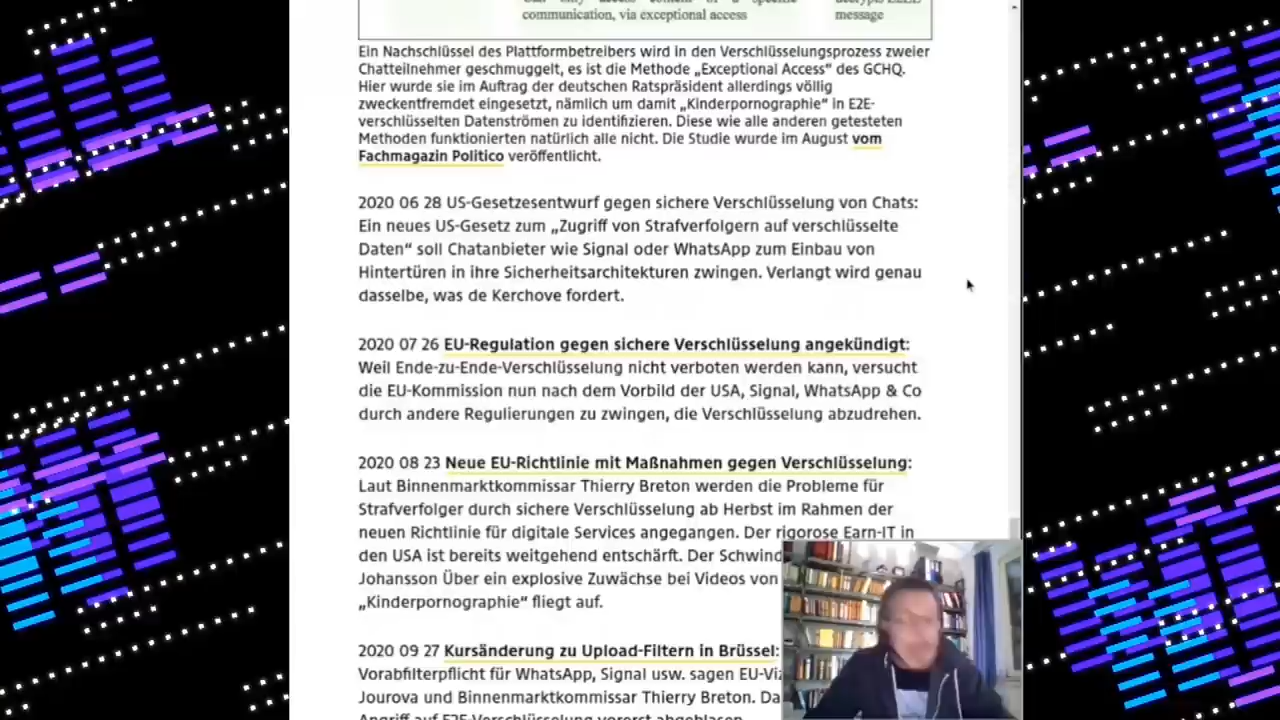 communication, via exceptional access
message
Ein Nachschlüssel des Plattformbetreibers wird in den Verschlüsselungsprozess zweier
Chatteilnehmer geschmuggelt, es ist die Methode „Exceptional Access“ des GCHQ.
Hier wurde sie im Auftrag der deutschen Ratspräsident allerdings völlig
zweckentfremdet eingesetzt, nämlich um damit „Kinderpornographie“ in E2E-
verschlüsselten Datenströmen zu identifizieren. Diese wie alle anderen getesteten
Methoden funktionierten natürlich alle nicht. Die Studie wurde im August vom
Fachmagazin Politico veröffentlicht.
2020 06 28 US-Gesetzesentwurf gegen sichere Verschlüsselung von Chats:
Ein neues US-Gesetz zum „Zugriff von Strafverfolgern auf verschlüsselte
Daten“ soll Chatanbieter wie Signal oder WhatsApp zum Einbau von
Hintertüren in ihre Sicherheitsarchitekturen zwingen. Verlangt wird genau
dasselbe, was de Kerchove fordert.
2020 07 26 EU-Regulation gegen sichere Verschlüsselung angekündigt:
Weil Ende-zu-Ende-Verschlüsselung nicht verboten werden kann, versucht
die EU-Kommission nun nach dem Vorbild der USA, Signal, WhatsApp & Co
durch andere Regulierungen zu zwingen, die Verschlüsselung abzudrehen.
2020 08 23 Neue EU-Richtlinie mit Maßnahmen gegen Verschlüsselung:
Laut Binnenmarktkommissar Thierry Breton werden die Probleme für
Strafverfolger durch sichere Verschlüsselung ab Herbst im Rahmen der
neuen Richtlinie für digitale Services angegangen. Der rigorose Earn-IT in
den USA ist bereits weitgehend entschärft. Der Schwind
Johansson Über ein explosive Zuwächse bei Videos von
„Kinderpornographie“ fliegt auf.
2020 09 27 Kursänderung zu Upload-Filtern in Brüssel:
Vorabfilterpflicht für WhatsApp, Signal usw. sagen EU-Viz
Jourova und Binnenmarktkommissar Thierry Breton. Da
Angriff auf E2E-Verschlüsselung vorerst abgeblasen